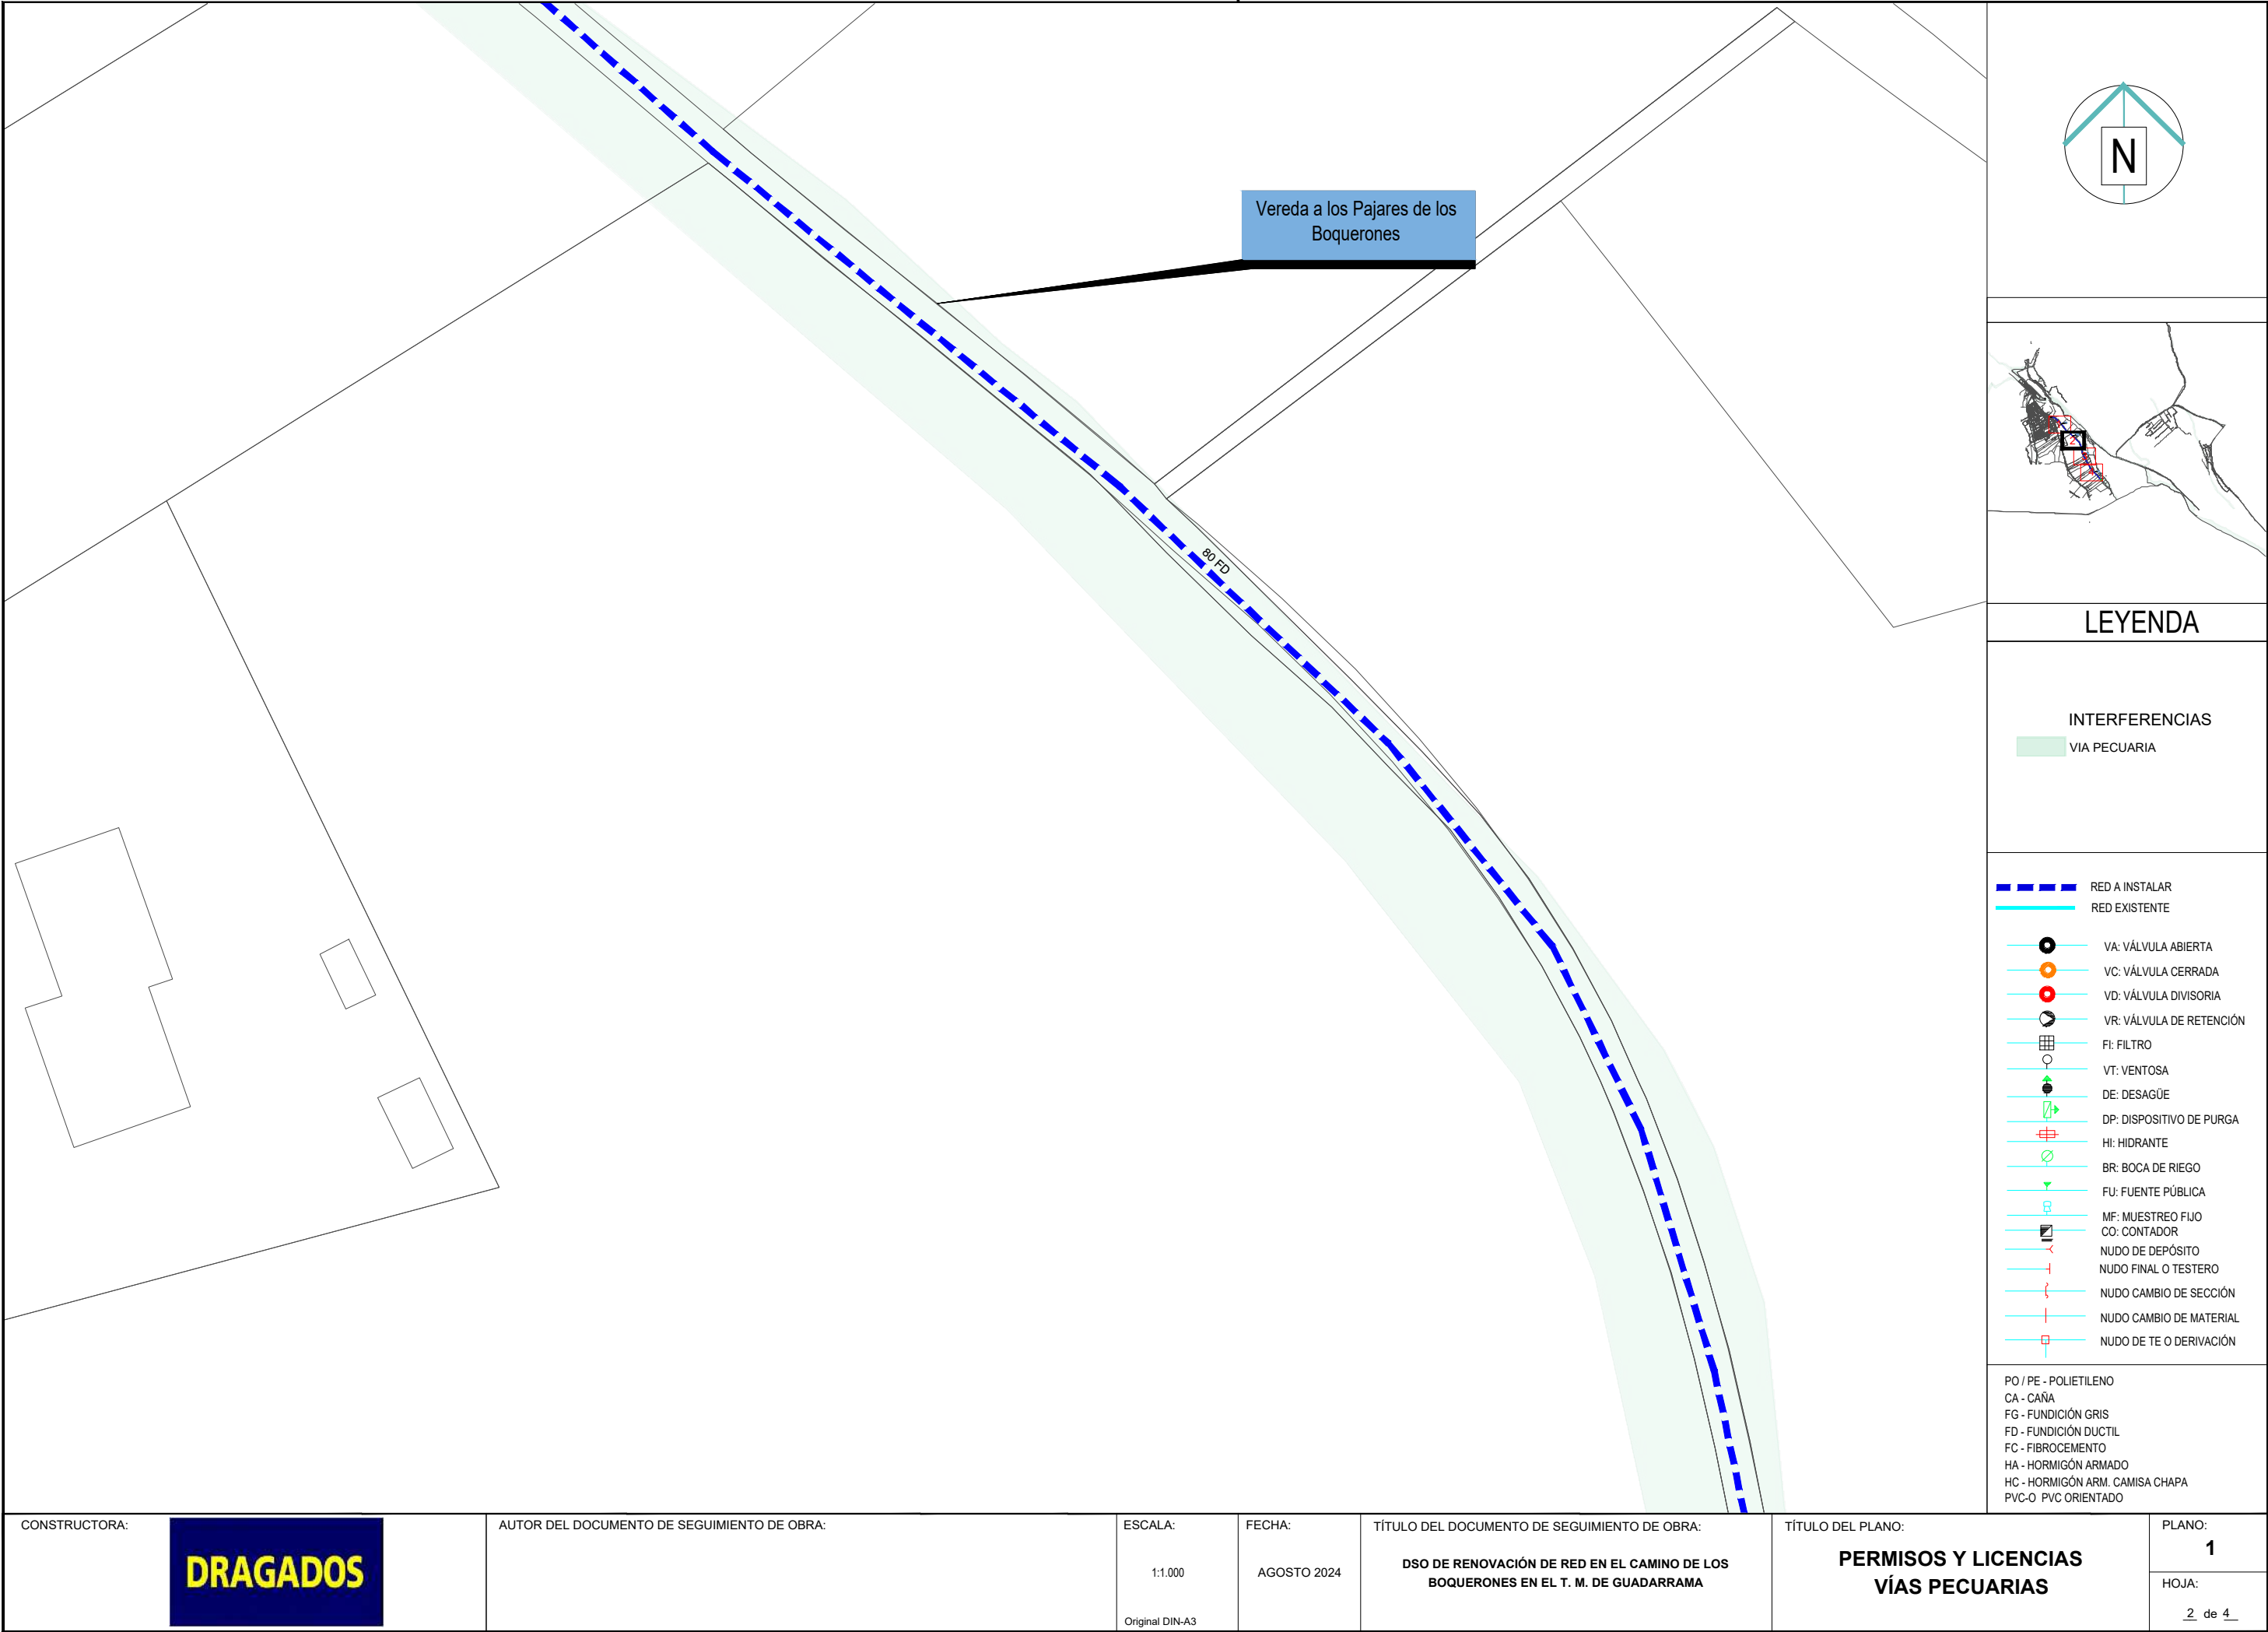 Vereda a los Pajares de los
Boquerones
80 FD
N
LEYENDA
INTERFERENCIAS
VIA PECUARIA
RED A INSTALAR
RED EXISTENTE
VA: VÁLVULA ABIERTA
VC: VÁLVULA CERRADA
VD: VÁLVULA DIVISORIA
VR: VÁLVULA DE RETENCIÓN
FI: FILTRO
VT: VENTOSA
DE: DESAGÜE
DP: DISPOSITIVO DE PURGA
HI: HIDRANTE
BR: BOCA DE RIEGO
FU: FUENTE PÚBLICA
MF: MUESTREO FIJO
CO: CONTADOR
NUDO DE DEPÓSITO
NUDO FINAL O TESTERO
NUDO CAMBIO DE SECCIÓN
NUDO CAMBIO DE MATERIAL
NUDO DE TE O DERIVACIÓN
PO / PE - POLIETILENO
CA - CAÑA
FG - FUNDICIÓN GRIS
FD - FUNDICIÓN DUCTIL
FC - FIBROCEMENTO
HA - HORMIGÓN ARMADO
HC - HORMIGÓN ARM. CAMISA CHAPA
PVC-O PVC ORIENTADO
CONSTRUCTORA:
DRAGADOS
AUTOR DEL DOCUMENTO DE SEGUIMIENTO DE OBRA:
ESCALA:
1:1.000
Original DIN-A3
FECHA:
AGOSTO 2024
TÍTULO DEL DOCUMENTO DE SEGUIMIENTO DE OBRA:
DSO DE RENOVACIÓN DE RED EN EL CAMINO DE LOS
BOQUERONES EN EL T. M. DE GUADARRAMA
TÍTULO DEL PLANO:
PERMISOS Y LICENCIAS
VÍAS PECUARIAS
PLANO:
1
HOJA:
2 de 4